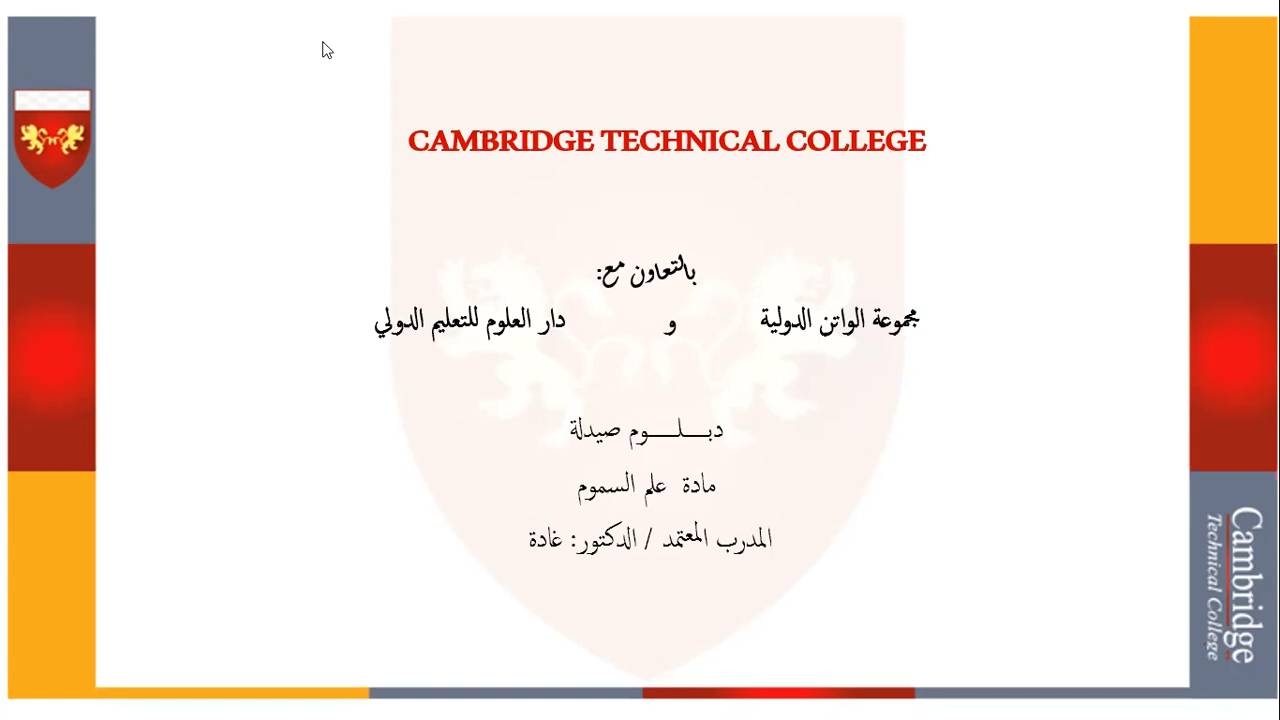 CAMBRIDGE TECHNICAL COLLEGE
بالتعاون مع:
مجموعة الواتن الدولية و دار العلوم للتعليم الدولي
دبـــلـــوم صيدلة
مادة علم السموم
المدرب المعتمد / الدكتور: غادة
Cambridge
Technical College